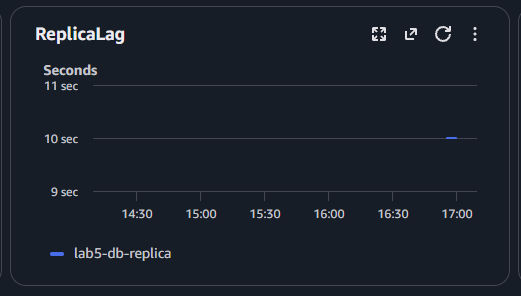 ReplicaLag
Seconds
11 sec
10 sec
9 sec
14:30 15:00 15:30 16:00 16:30 17:00
lab5-db-replica